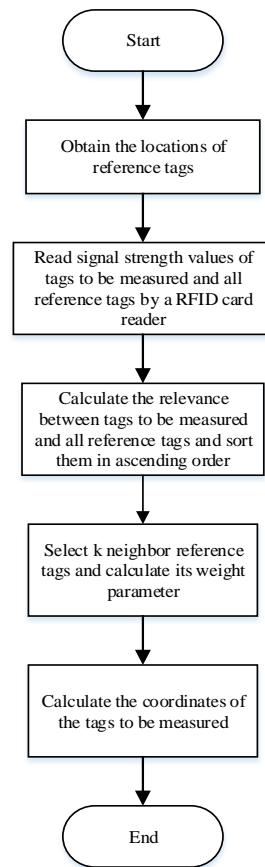 Start
Obtain the locations of
reference tags
Read signal strength values of
tags to be measured and all
reference tags by a RFID card
reader
Calculate the relevance
between tags to be measured
and all reference tags and sort
them in ascending order
Select k neighbor reference
tags and calculate its weight
parameter
Calculate the coordinates of
the tags to be measured
End